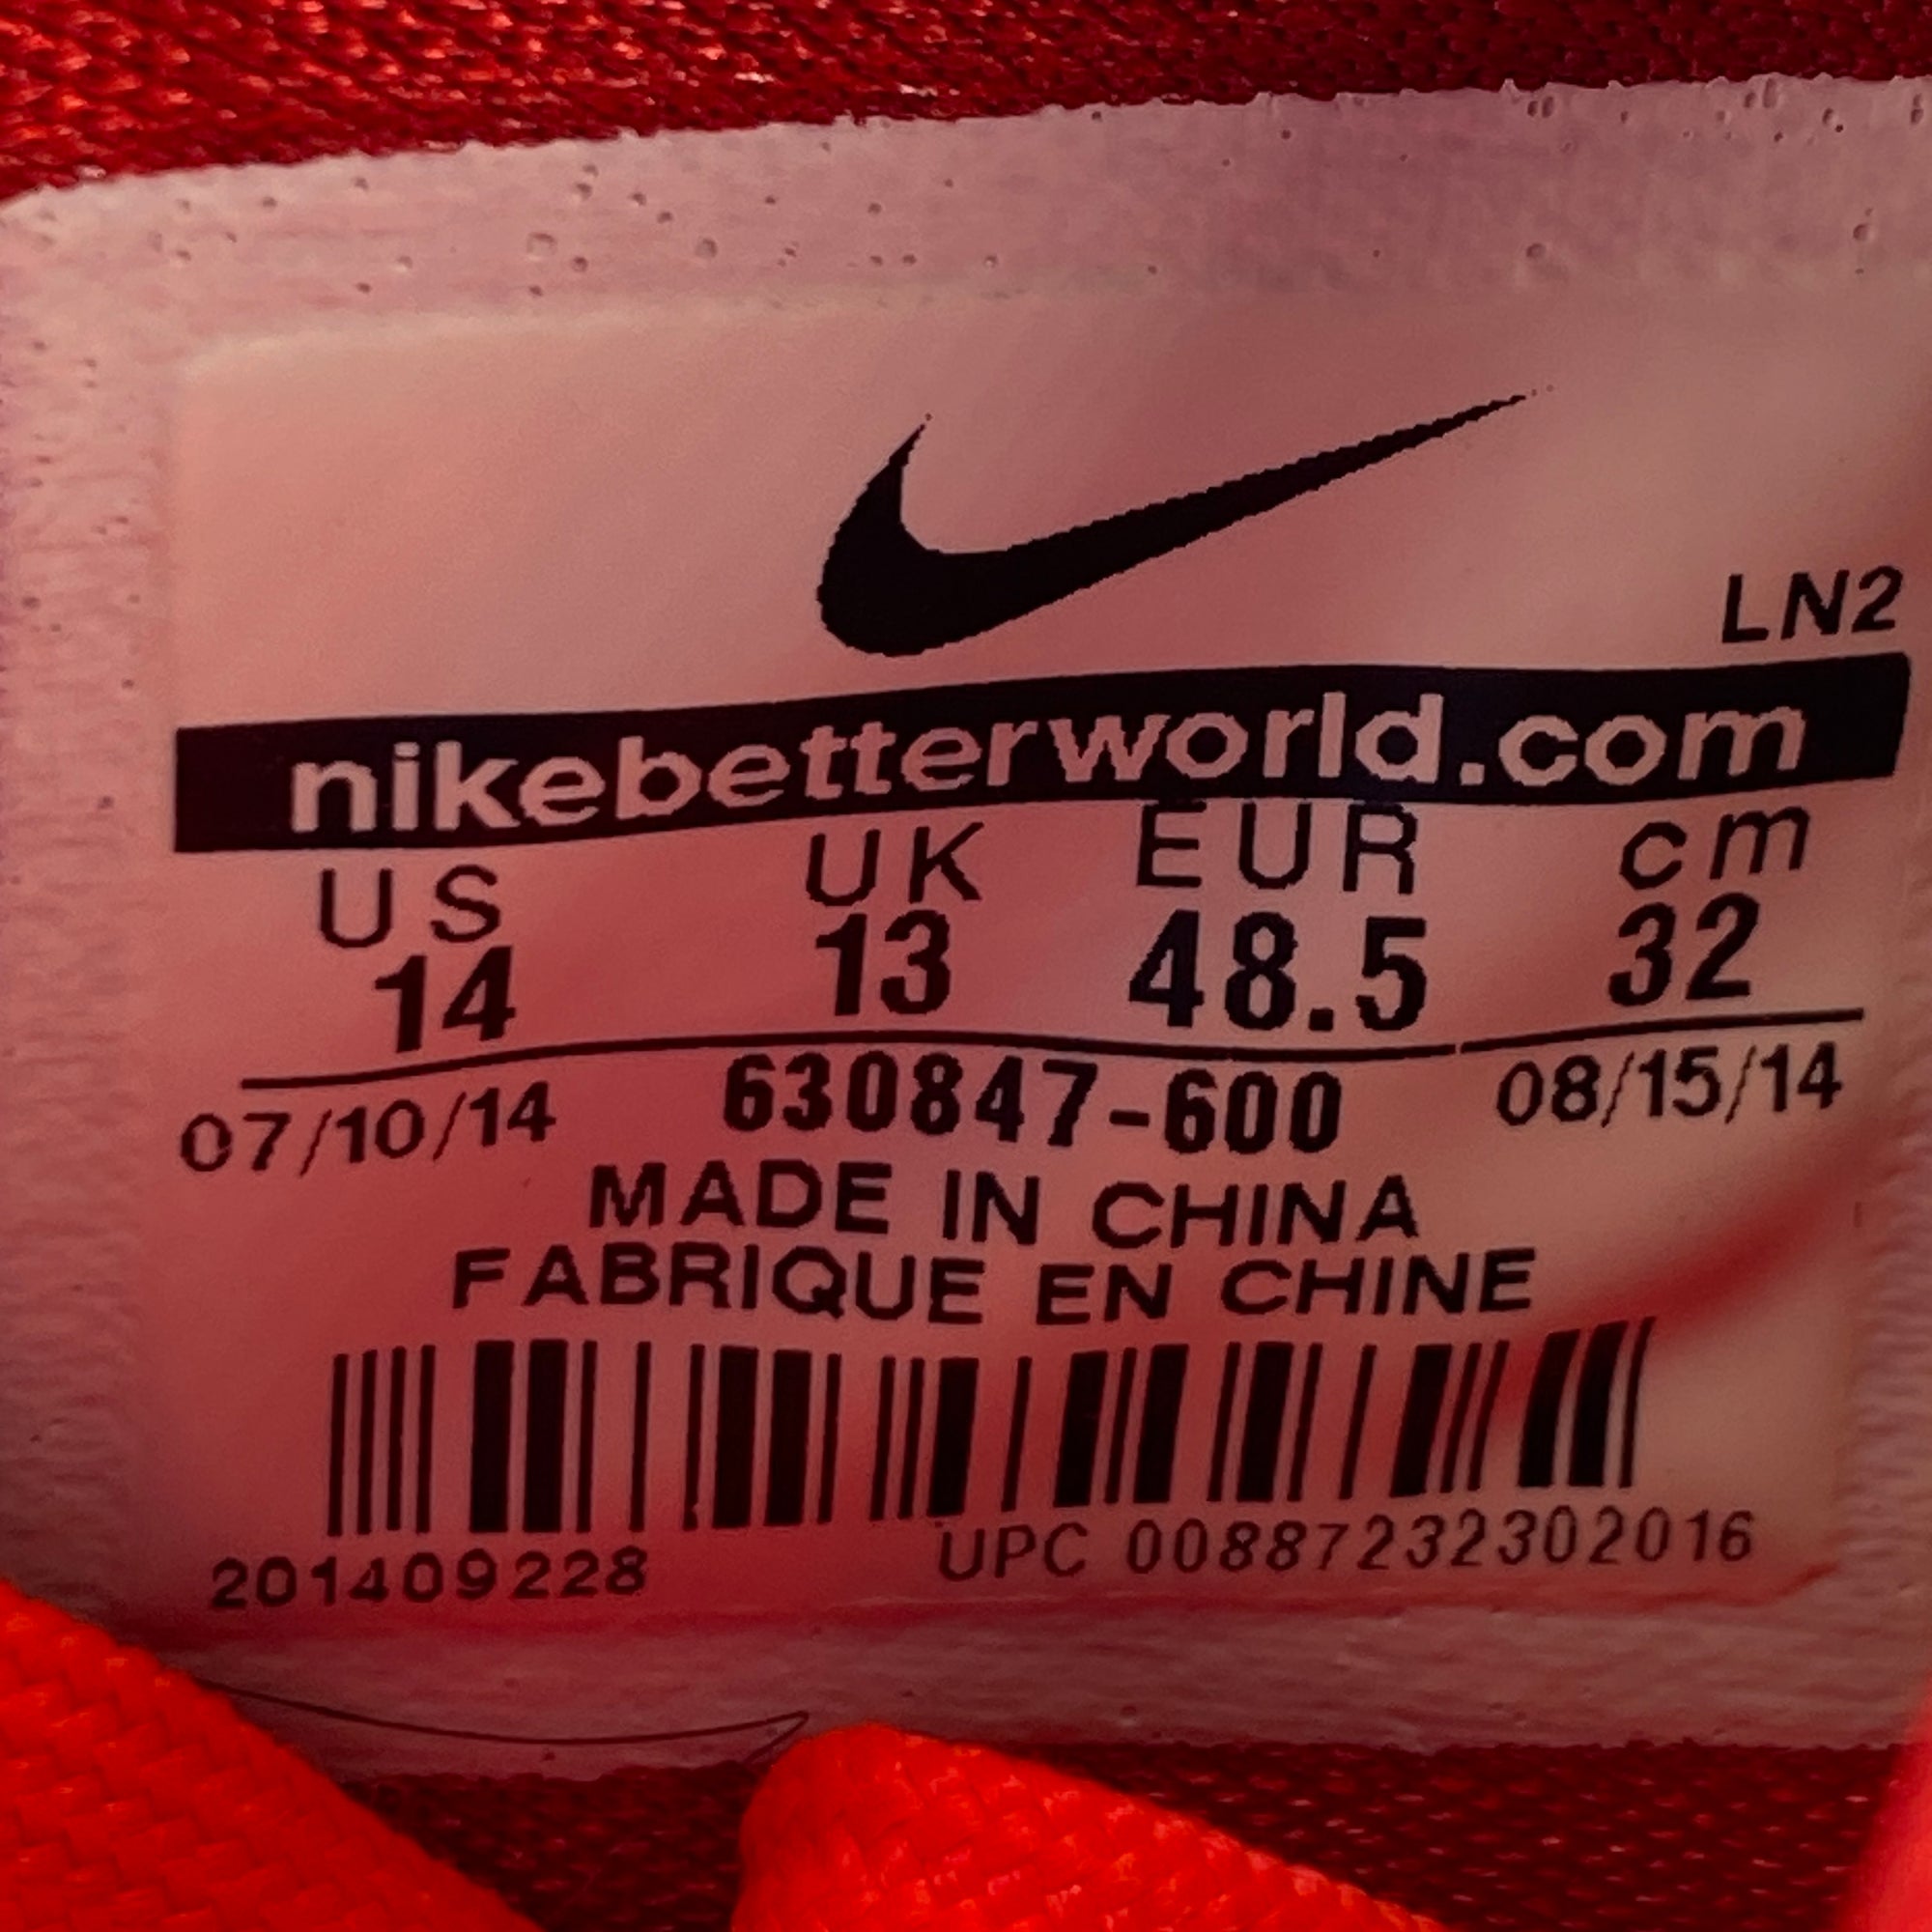 LN2
nikebetterworld.com
US UK EUR cm
14 13 48.5 32
07/10/14 630847-600 08/15/14
MADE IN CHINA
FABRIQUE EN CHINE
201409228 UPC 00887232302016